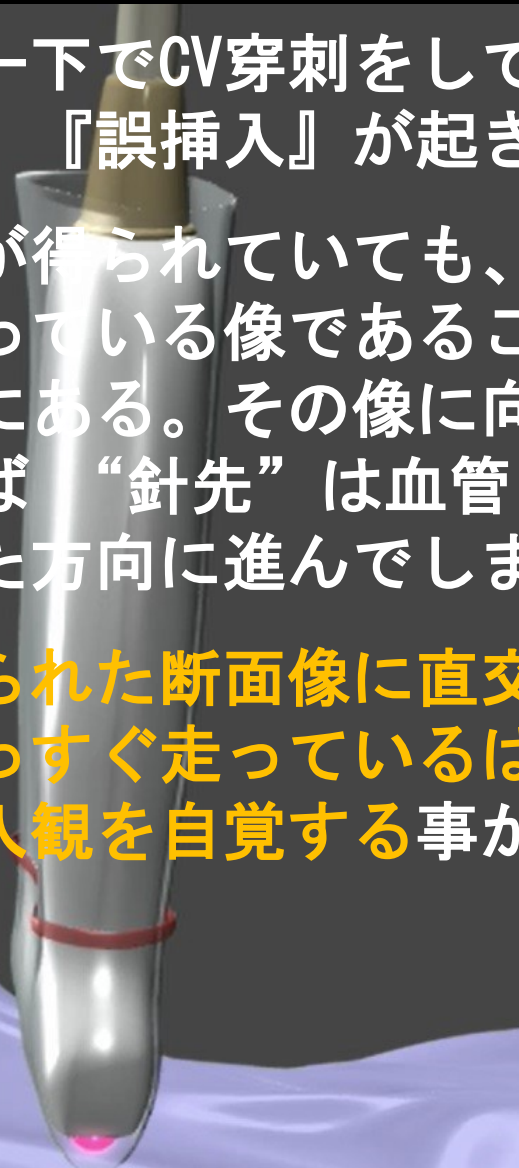 ー下でCV穿刺をして
『誤挿入』が起き
が得られていても、
っている像であるこ
にある。その像に向
ば “針先” は血管
た方向に進んでしま
られた断面像に直交
っすぐ走っているは
人観を自覚する事が